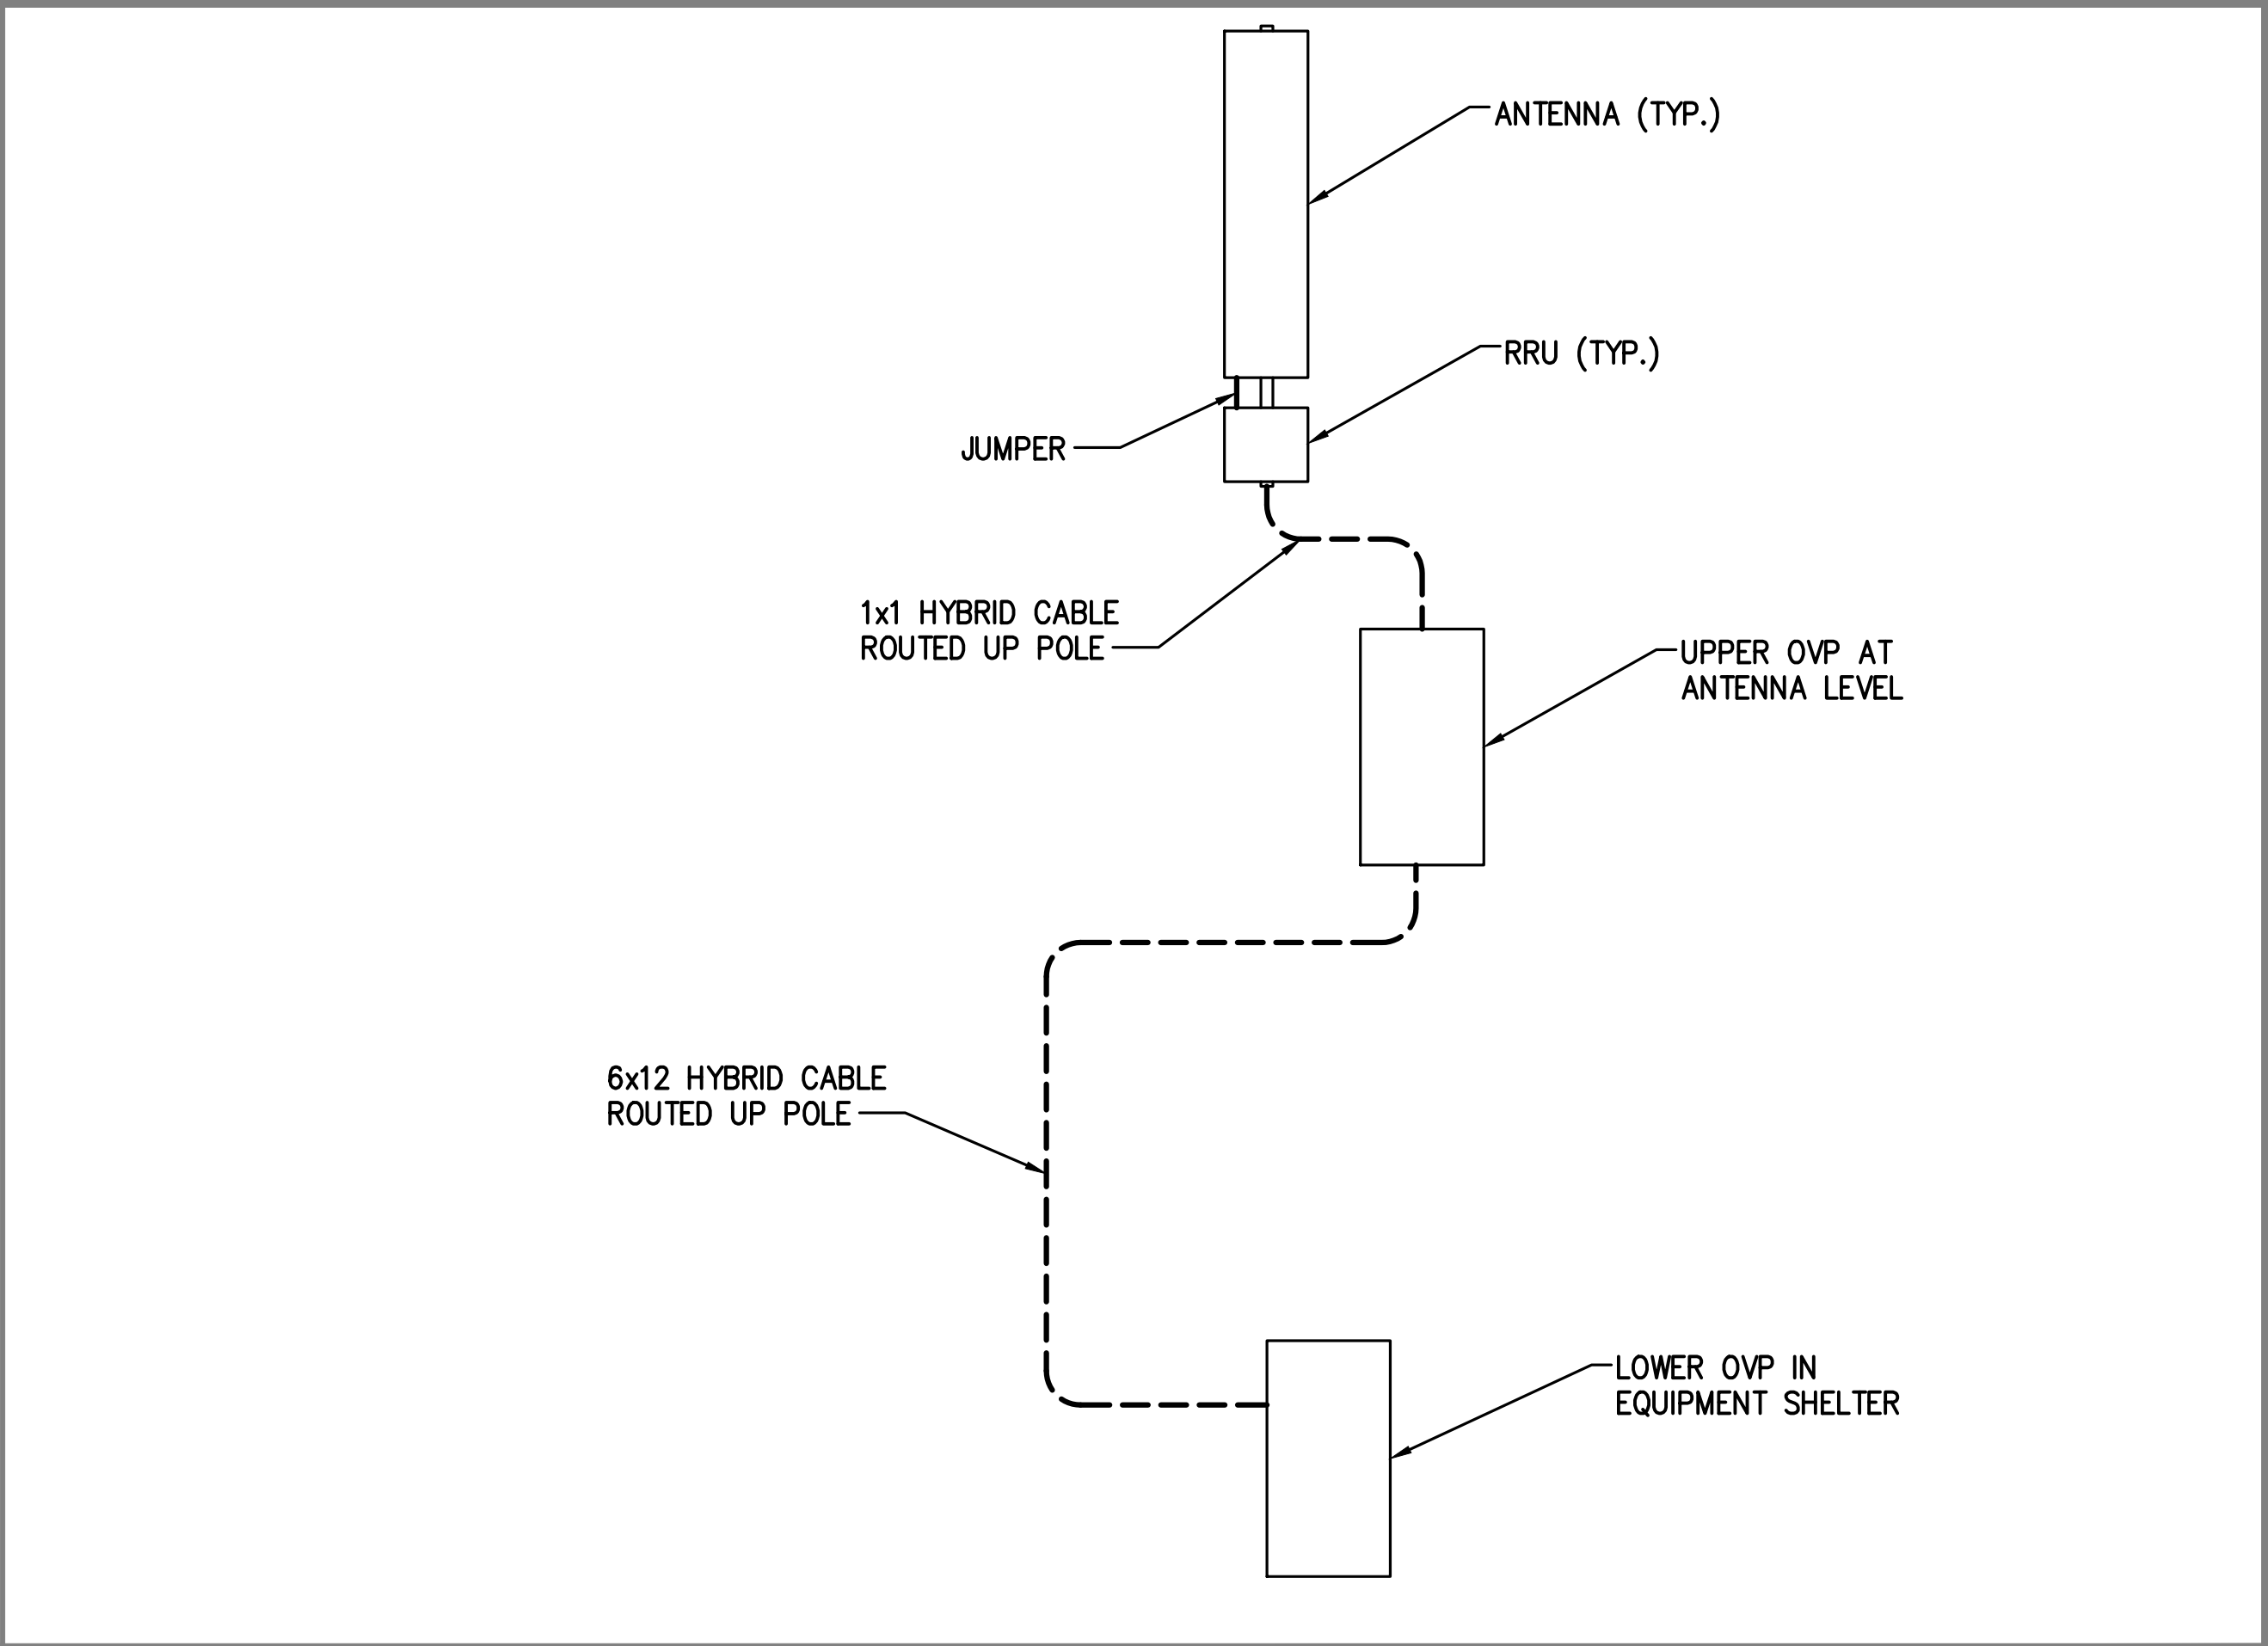 ANTENNA (TYP.)
RRU (TYP.)
JUMPER
1x1 HYBRID CABLE
ROUTED UP POLE
UPPER OVP AT
ANTENNA LEVEL
6x12 HYBRID CABLE
ROUTED UP POLE
LOWER OVP IN
EQUIPMENT SHELTER